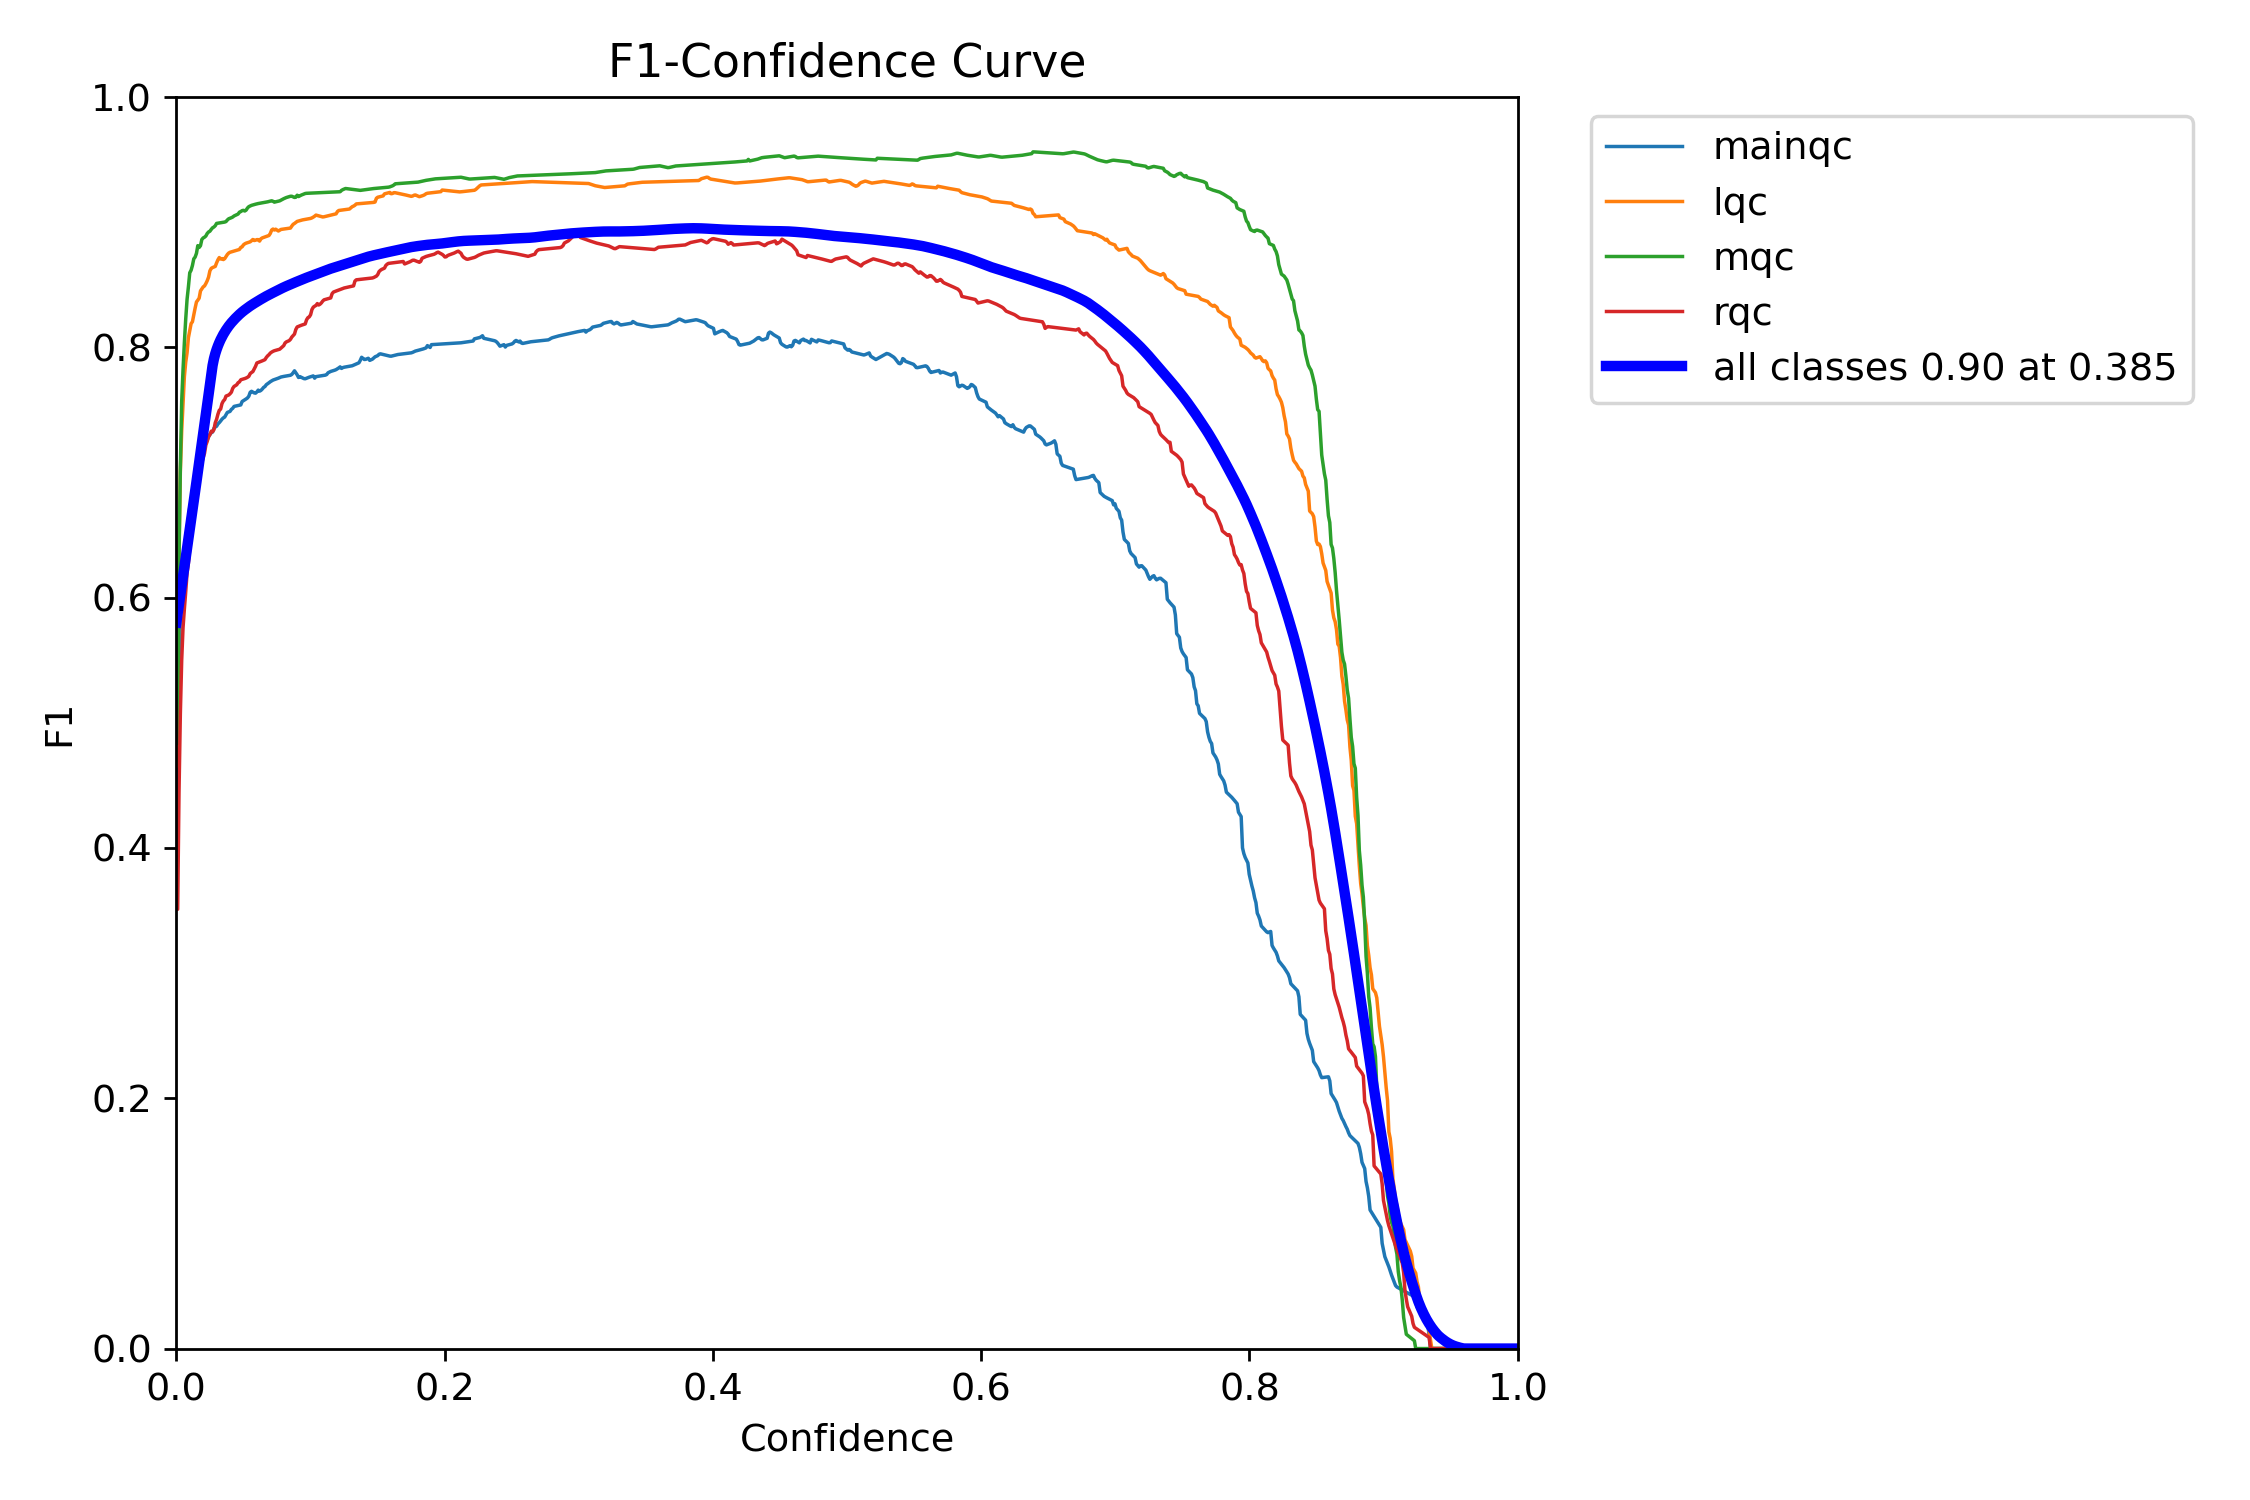 F1-Confidence Curve
1.0
0.8
0.6
0.4
0.2
0.0
F1
0.0 0.2 0.4 0.6 0.8 1.0
Confidence
mainqc
lqc
mqc
rqc
all classes 0.90 at 0.385